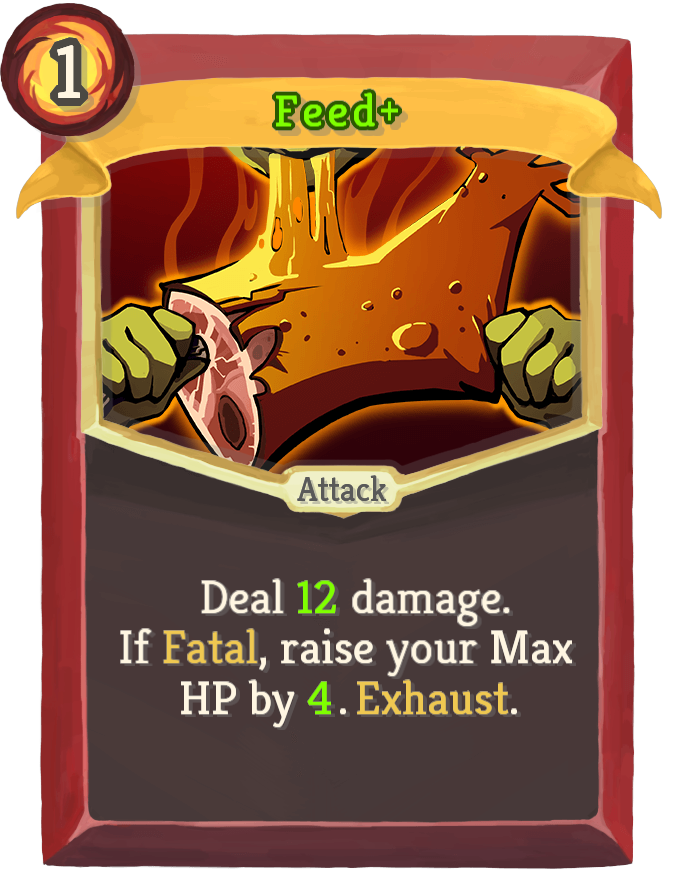 1
Feed+
Attack
Deal 12 damage.
If Fatal, raise your Max
HP by 4. Exhaust.